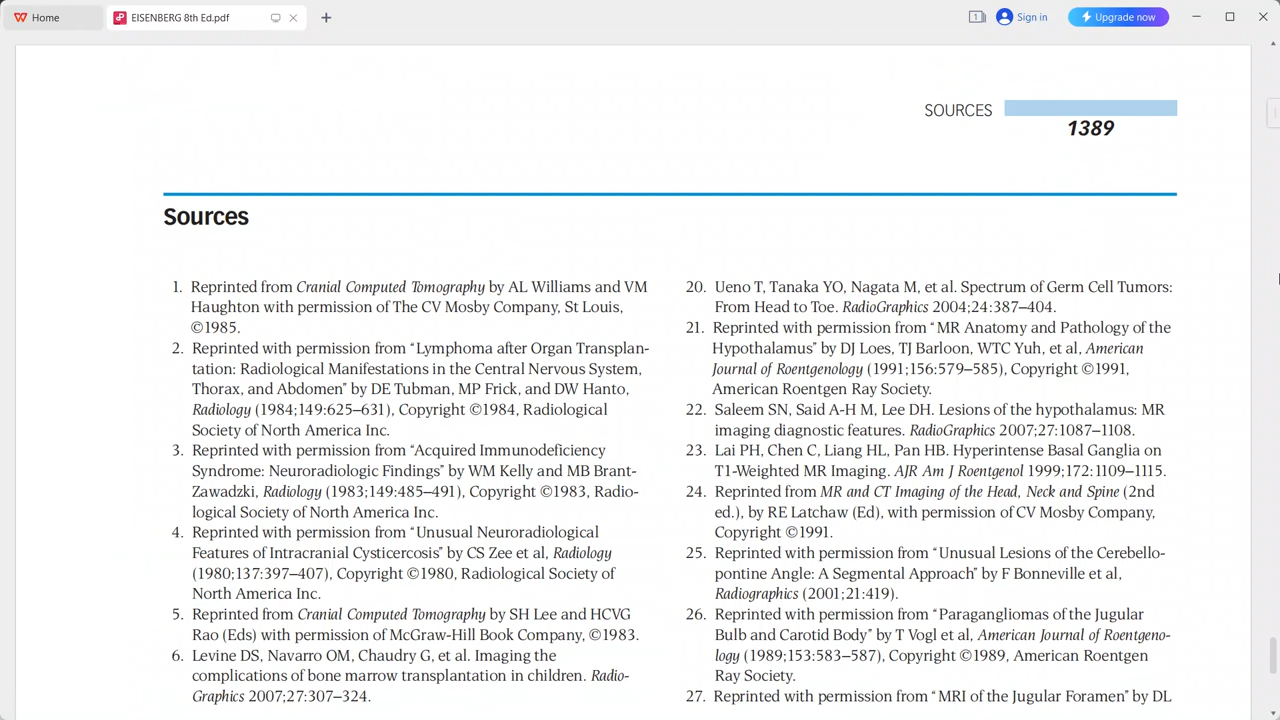 Home
EISENBERG 8th Ed.pdf
1
Sign in
Upgrade now
SOURCES
1389
Sources
1. Reprinted from Cranial Computed Tomography by AL Williams and VM
Haughton with permission of The CV Mosby Company, St Louis,
©1985.
2. Reprinted with permission from “Lymphoma after Organ Transplan-
tation: Radiological Manifestations in the Central Nervous System,
Thorax, and Abdomen” by DE Tubman, MP Frick, and DW Hanto,
Radiology (1984;149:625–631), Copyright ©1984, Radiological
Society of North America Inc.
3. Reprinted with permission from “Acquired Immunodeficiency
Syndrome: Neuroradiologic Findings” by WM Kelly and MB Brant-
Zawadzki, Radiology (1983;149:485–491), Copyright ©1983, Radio-
logical Society of North America Inc.
4. Reprinted with permission from “Unusual Neuroradiological
Features of Intracranial Cysticercosis” by CS Zee et al, Radiology
(1980;137:397–407), Copyright ©1980, Radiological Society of
North America Inc.
5. Reprinted from Cranial Computed Tomography by SH Lee and HCVG
Rao (Eds) with permission of McGraw-Hill Book Company, ©1983.
6. Levine DS, Navarro OM, Chaudry G, et al. Imaging the
complications of bone marrow transplantation in children. Radio-
Graphics 2007;27:307–324.
20. Ueno T, Tanaka YO, Nagata M, et al. Spectrum of Germ Cell Tumors:
From Head to Toe. RadioGraphics 2004;24:387–404.
21. Reprinted with permission from “MR Anatomy and Pathology of the
Hypothalamus” by DJ Loes, TJ Barloon, WTC Yuh, et al, American
Journal of Roentgenology (1991;156:579–585), Copyright ©1991,
American Roentgen Ray Society.
22. Saleem SN, Said A-H M, Lee DH. Lesions of the hypothalamus: MR
imaging diagnostic features. RadioGraphics 2007;27:1087–1108.
23. Lai PH, Chen C, Liang HL, Pan HB. Hyperintense Basal Ganglia on
T1-Weighted MR Imaging. AJR Am J Roentgenol 1999;172:1109–1115.
24. Reprinted from MR and CT Imaging of the Head, Neck and Spine (2nd
ed.), by RE Latchaw (Ed), with permission of CV Mosby Company,
Copyright ©1991.
25. Reprinted with permission from “Unusual Lesions of the Cerebello-
pontine Angle: A Segmental Approach” by F Bonneville et al,
Radiographics (2001;21:419).
26. Reprinted with permission from “Paragangliomas of the Jugular
Bulb and Carotid Body” by T Vogl et al, American Journal of Roentgeno-
logy (1989;153:583–587), Copyright ©1989, American Roentgen
Ray Society.
27. Reprinted with permission from “MRI of the Jugular Foramen” by DL